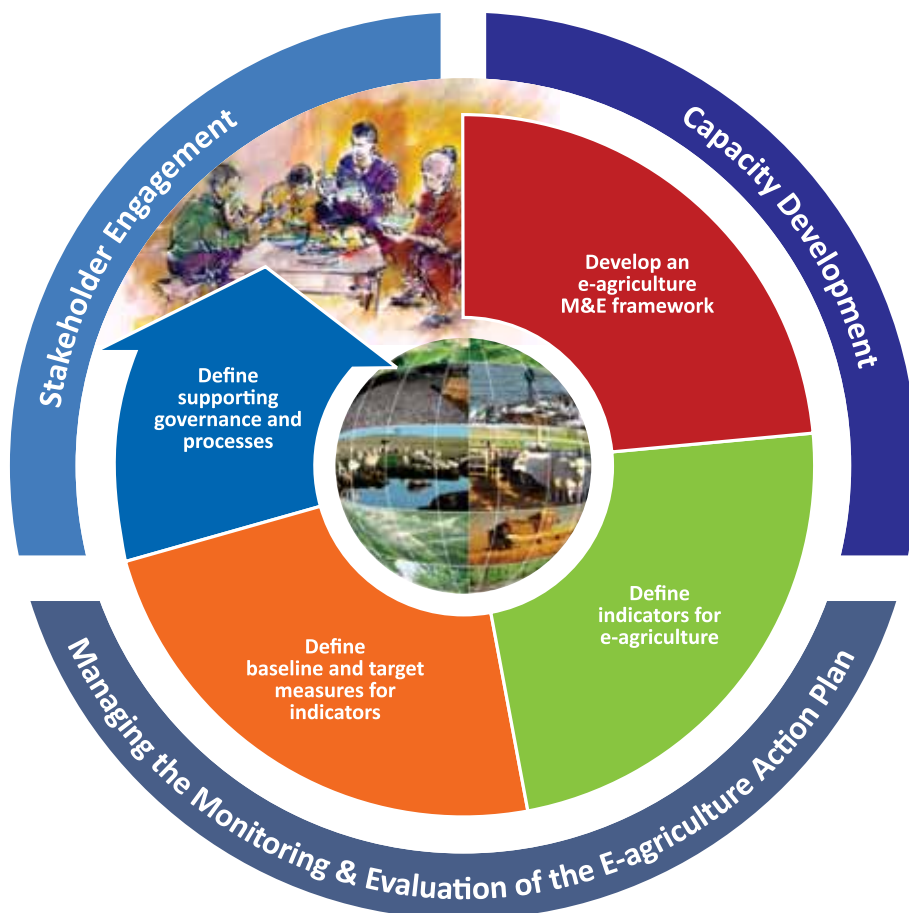 Stakeholder Engagement
Capacity Development
Develop an
e-agriculture
M&E framework
Define
indicators for
e-agriculture
Define
baseline and target
measures for
indicators
Define
supporting
governance and
processes
Managing the Monitoring & Evaluation of the E-agriculture Action Plan